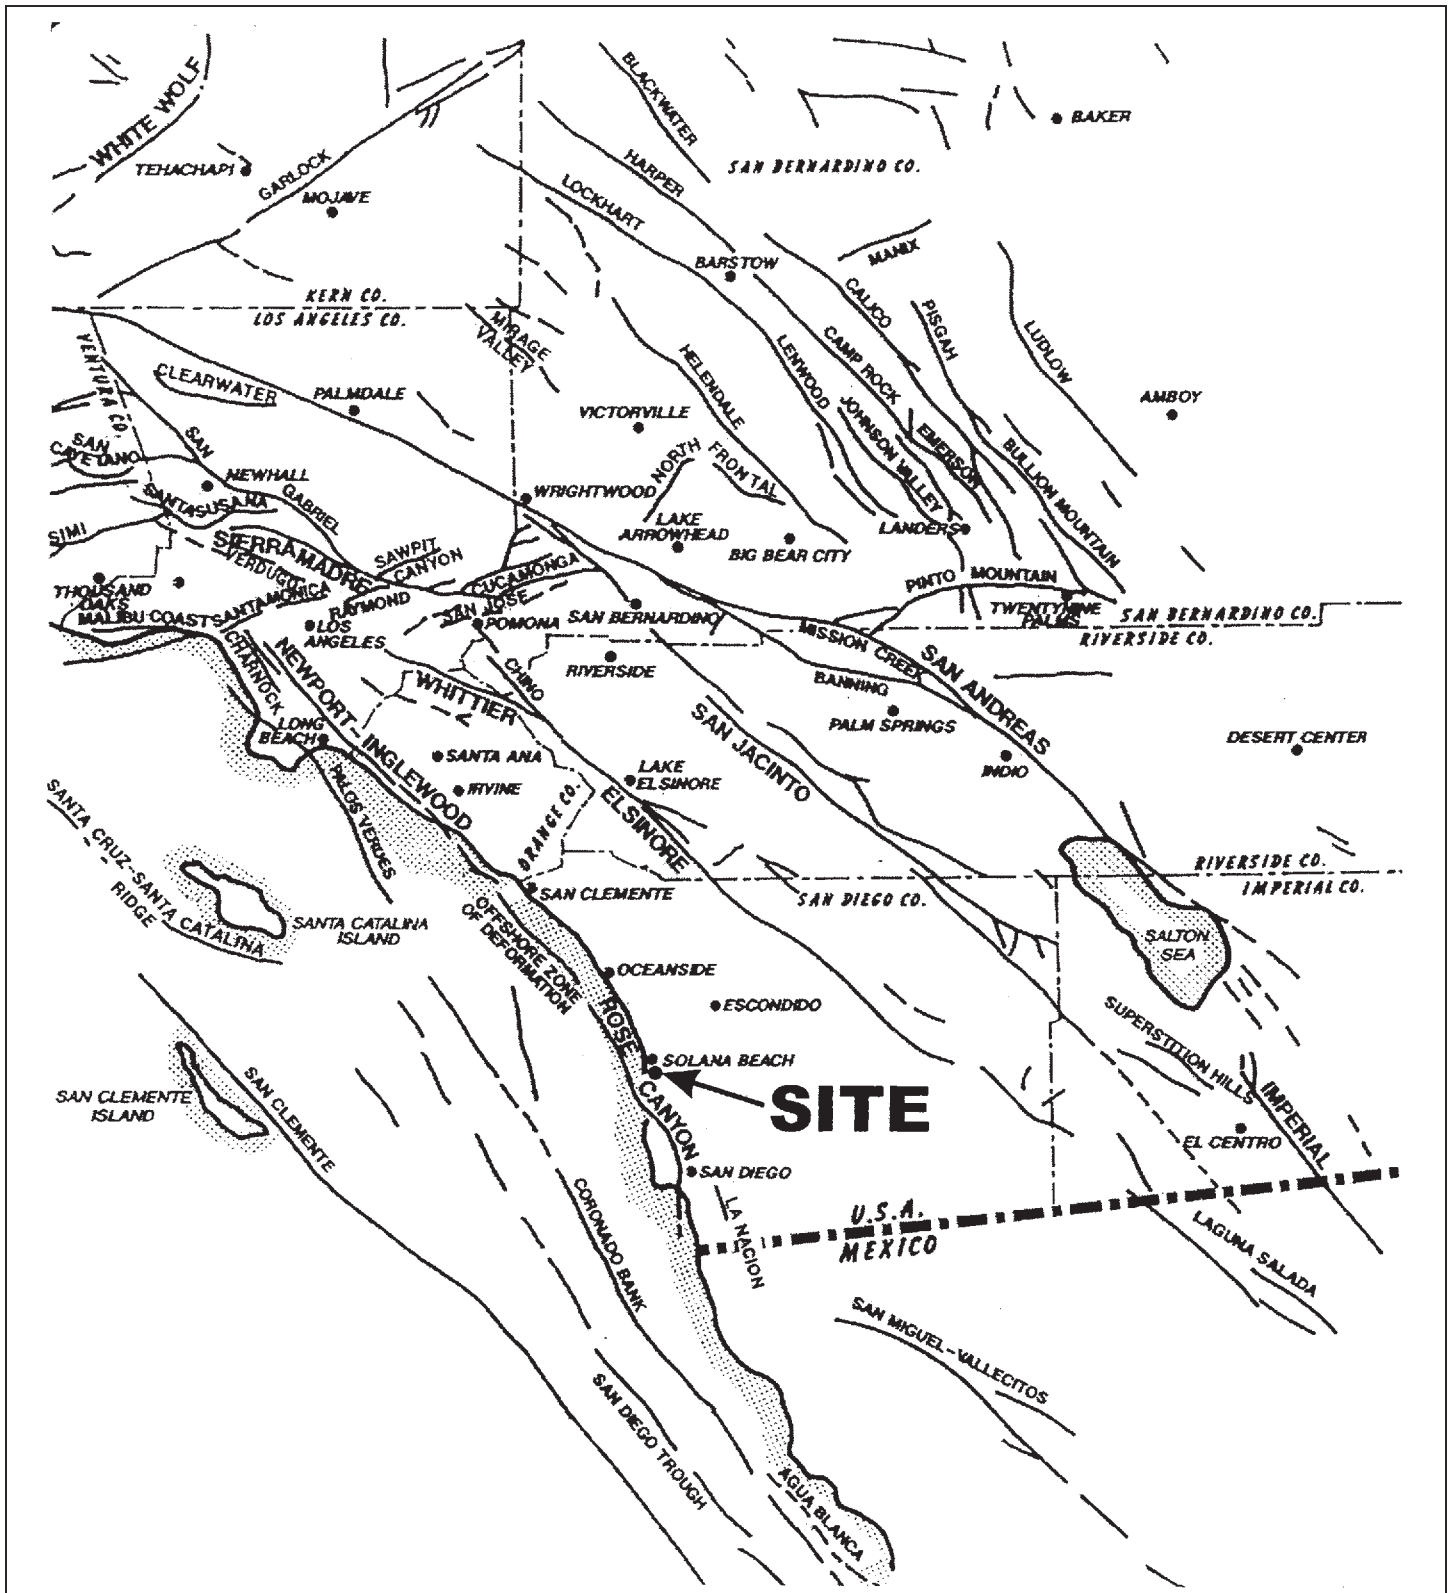 WHITE WOLF
TEHACHAPI
GARLOCK
MOJAVE
BLACKWATER
BAKER
HARPER
SAN BERNARDINO CO.
LOCKHART
MANIX
BARSTOW
KERN CO.
LOS ANGELES CO.
CALICO
PISGAH
LUDLOW
VENTURA CO.
MIRAGE
VALLEY
CAMP ROCK
LENWOOD
HELENDALE
CLEARWATER
PALMDALE
VICTORVILLE
AMBOY
JOHNSON VALLEY
EMERSON
BULLION MOUNTAIN
SAN
CAYETANO
SAN
GABRIEL
NEWHALL
NORTH FRONTAL
WRIGHTWOOD
SANTA SUSANA
LAKE
ARROWHEAD
LANDERS
BIG BEAR CITY
SIMI
SIERRA MADRE
VERDUGO
SAWPIT
CANYON
CUCAMONGA
PINTO MOUNTAIN
THOUSAND
OAKS
SANTA MONICA
RAYMOND
SAN JOSE
TWENTYNINE
PALMS
SAN BERNARDINO CO.
RIVERSIDE CO.
MALIBU COAST
LOS
ANGELES
POMONA
SAN BERNARDINO
MISSION CREEK
SAN ANDREAS
CHARNOCK
NEWPORT-INGLEWOOD
WHITTIER
CHINO
RIVERSIDE
BANNING
PALM SPRINGS
SAN JACINTO
LONG
BEACH
SANTA ANA
DESERT CENTER
INDIO
IRVINE
LAKE
ELSINORE
ELSINORE
PALOS VERDES
ORANGE CO.
SANTA CRUZ-SANTA CATALINA
RIDGE
RIVERSIDE CO.
IMPERIAL CO.
SAN CLEMENTE
SAN DIEGO CO.
SANTA CATALINA
ISLAND
OFFSHORE ZONE
OF DEFORMATION
SALTON
SEA
OCEANSIDE
ROSE CANYON
ESCONDIDO
SUPERSTITION HILLS
SOLANA BEACH
SITE
SAN CLEMENTE
ISLAND
SAN CLEMENTE
IMPERIAL
EL CENTRO
SAN DIEGO
CORONADO BANK
LA NACION
U.S.A.
MEXICO
LAGUNA SALADA
SAN MIGUEL-VALLECITOS
SAN DIEGO TROUGH
AGUA BLANCA